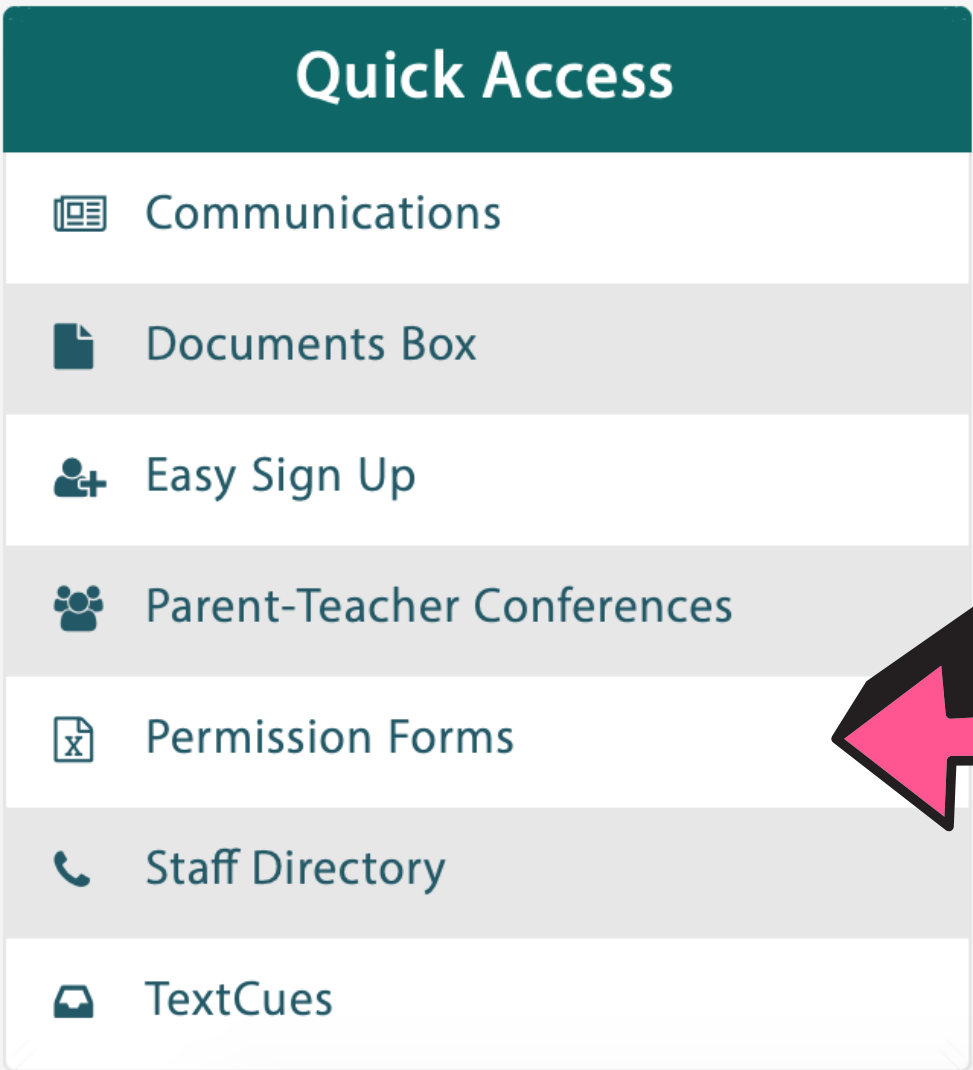 Quick Access
Communications
Documents Box
Easy Sign Up
Parent-Teacher Conferences
Permission Forms
Staff Directory
TextCues